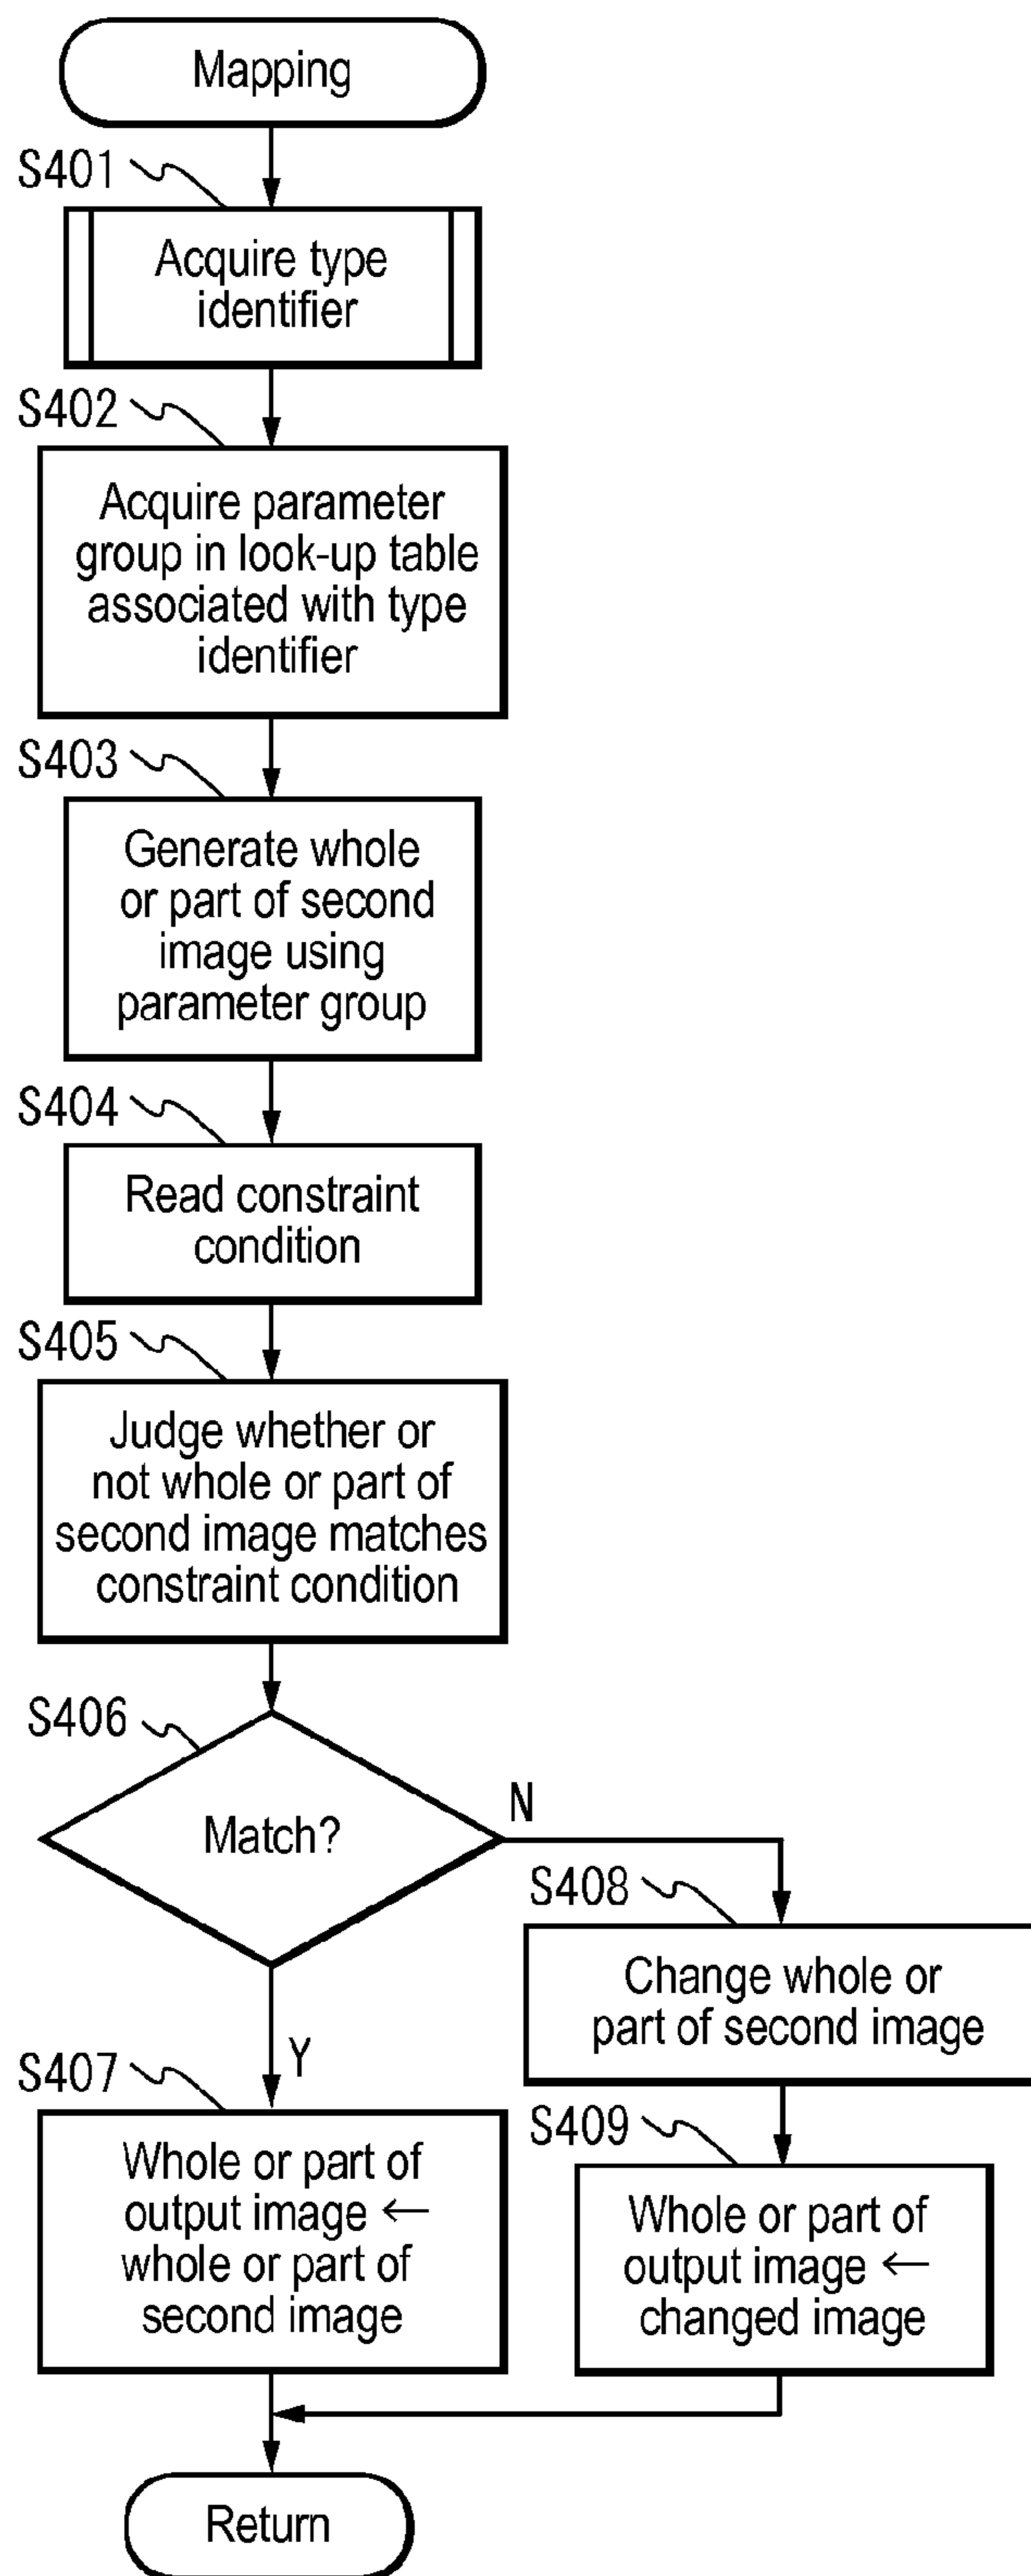 Mapping
S401
Acquire type
identifier
S402
Acquire parameter
group in look-up table
associated with type
identifier
S403
Generate whole
or part of second
image using
parameter group
S404
Read constraint
condition
S405
Judge whether or
not whole or part of
second image matches
constraint condition
S406
Match?
N
Y
S408
Change whole or
part of second image
S407
Whole or part of
output image ←
whole or part of
second image
S409
Whole or part of
output image ←
changed image
Return